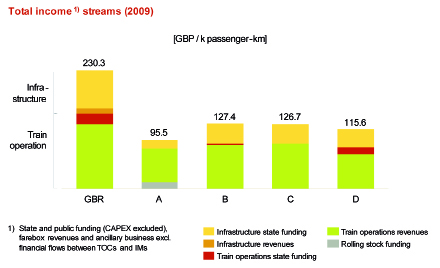 Total income 1) streams (2009)
[GBP / k passenger-km]
230.3
Infra-
structure
Train
operation
95.5
127.4
126.7
115.6
GBR
A
B
C
D
1) State and public funding (CAPEX excluded),
farebox revenues and ancillary business excl.
financial flows between TOCs and IMs
Infrastructure state funding
Infrastructure revenues
Train operations state funding
Train operations revenues
Rolling stock funding